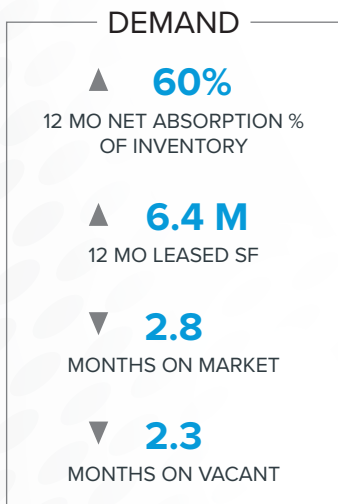 DEMAND
▲ 60%
12 MO NET ABSORPTION %
OF INVENTORY
▲ 6.4 M
12 MO LEASED SF
▼ 2.8
MONTHS ON MARKET
▼ 2.3
MONTHS ON VACANT